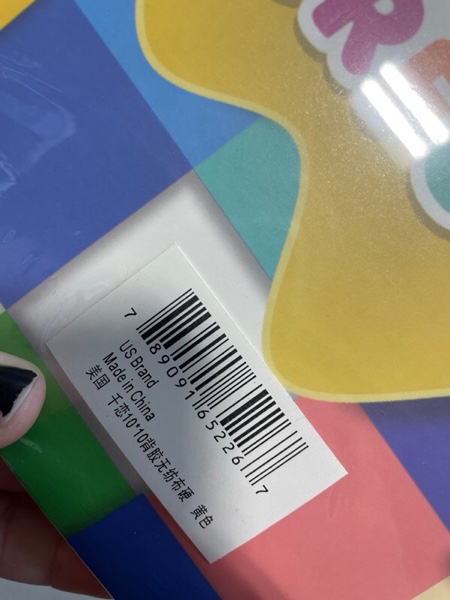 R
7 89091 65226 7
US Brand
Made in China
美国 千恋10*10背胶无纺布硬 黄色